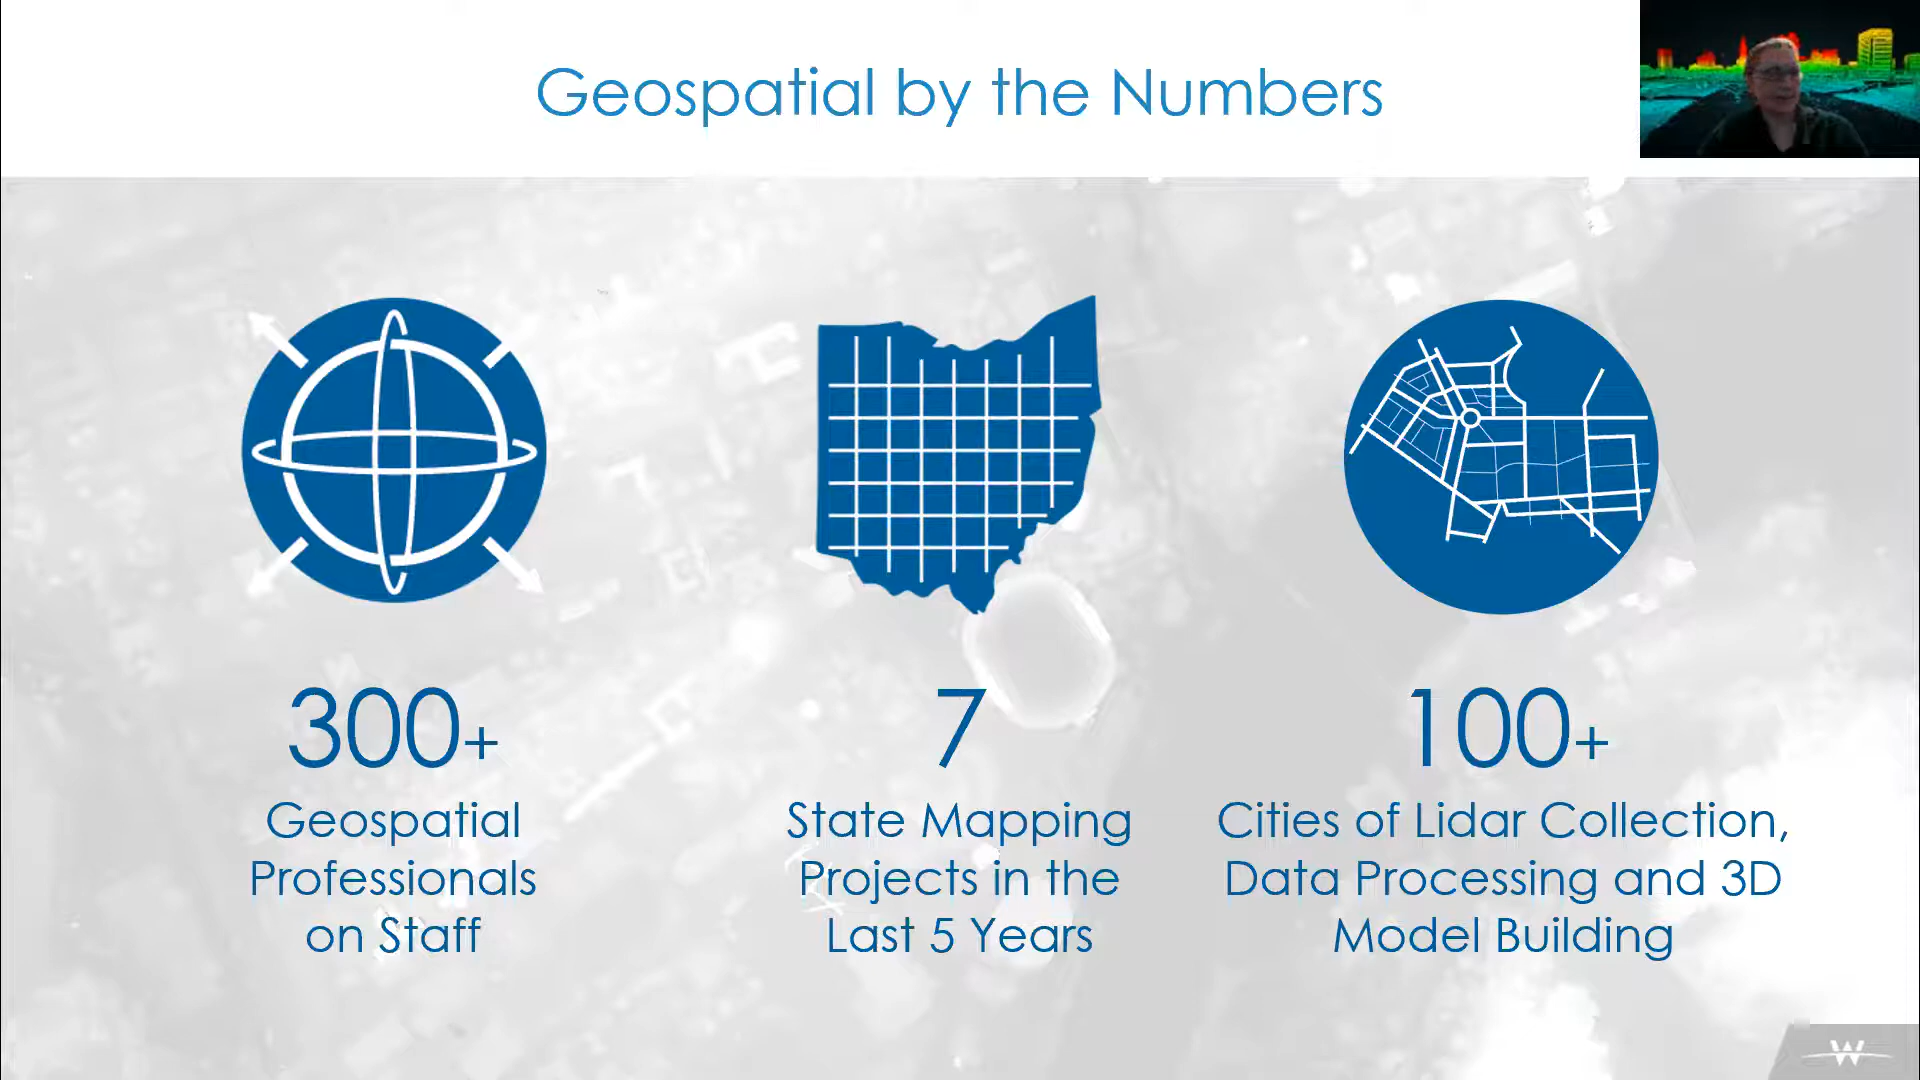 Geospatial by the Numbers
300+
Geospatial
Professionals
on Staff
7
State Mapping
Projects in the
Last 5 Years
100+
Cities of Lidar Collection,
Data Processing and 3D
Model Building
W